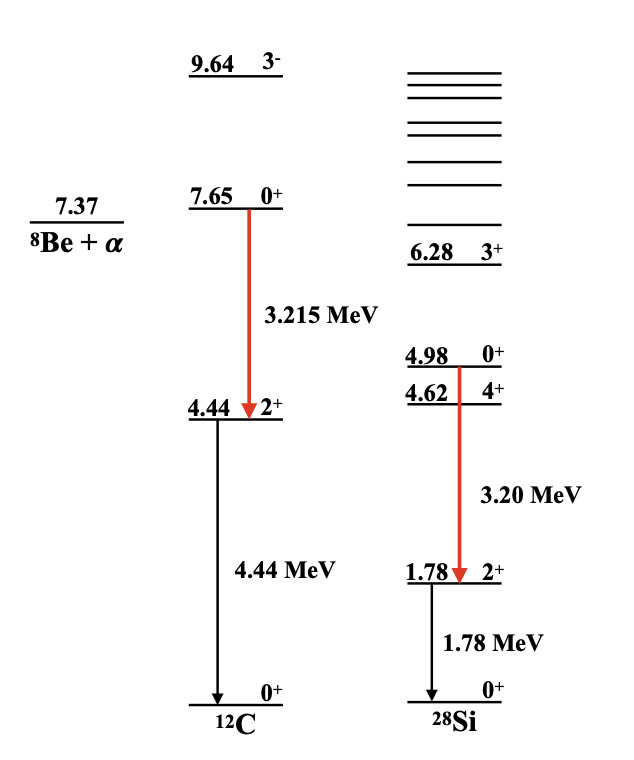 9.64 3⁻
7.65 0⁺
7.37
⁸Be + α
6.28 3⁺
3.215 MeV
4.98 0⁺
4.62 4⁺
4.44 2⁺
3.20 MeV
4.44 MeV
1.78 2⁺
1.78 MeV
0⁺
0⁺
¹²C
²⁸Si